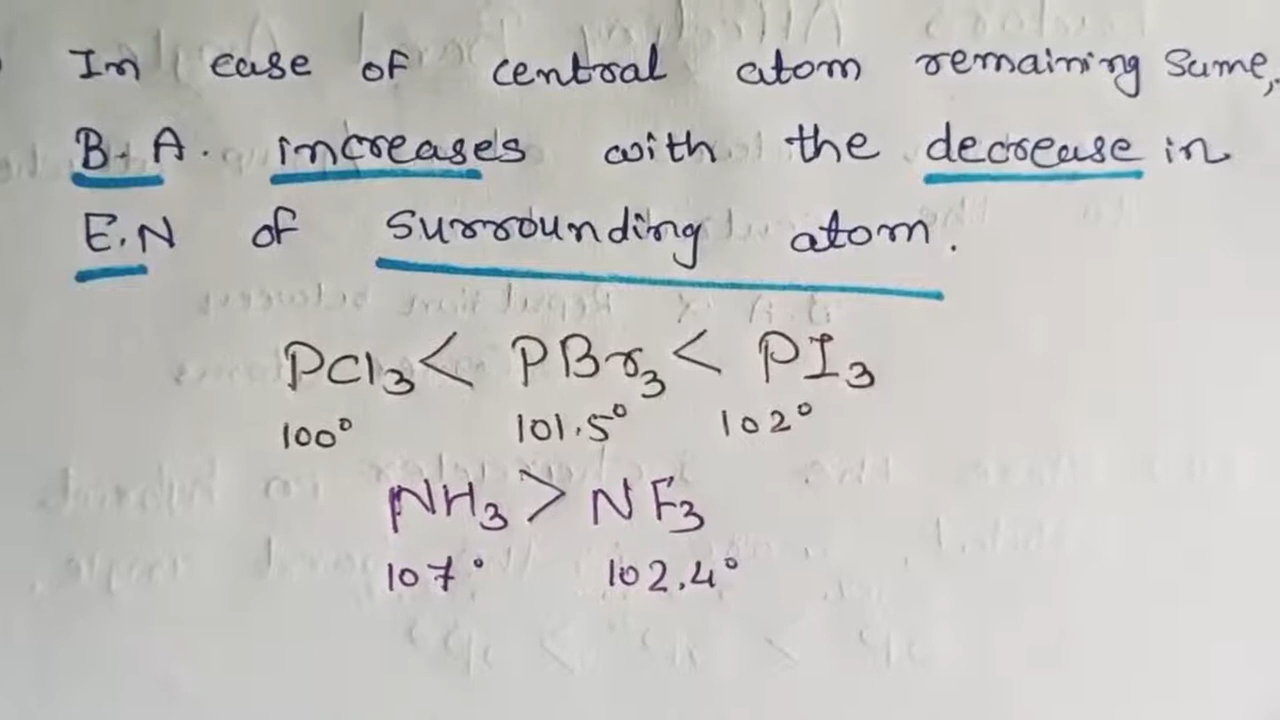 In case of central atom remaining same,
B.A. increases with the decrease in
E.N of surrounding atom.
PCl₃ < PBr₃ < PI₃
100° 101.5° 102°
NH₃ > NF₃
107° 102.4°